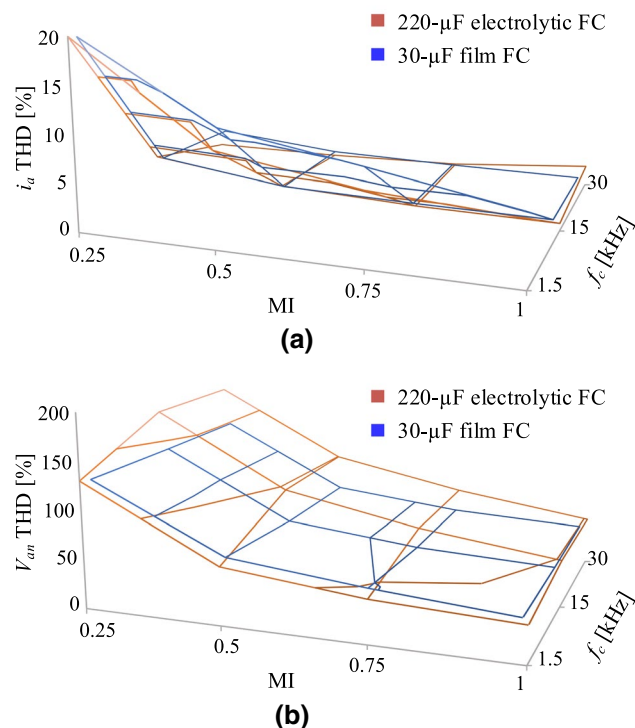 220-µF electrolytic FC
30-µF film FC
i_a THD [%]
20
15
10
5
0
0.25
0.5
0.75
1
MI
30
15
1.5
f_c [kHz]
(a)
220-µF electrolytic FC
30-µF film FC
V_an THD [%]
200
150
100
50
0
0.25
0.5
0.75
1
MI
30
15
1.5
f_c [kHz]
(b)